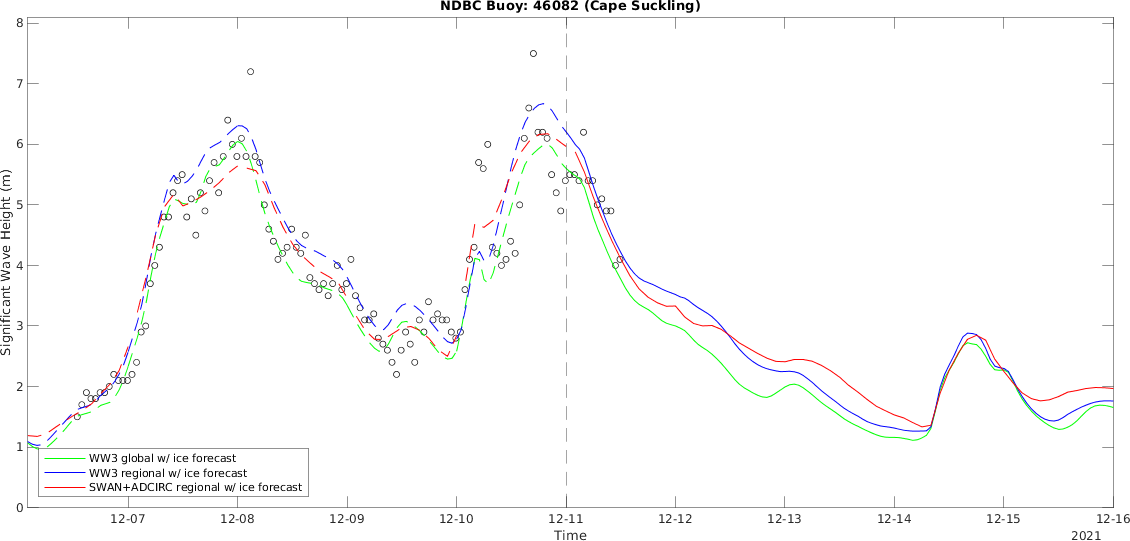 NDBC Buoy: 46082 (Cape Suckling)
8
7
6
5
4
3
2
1
0
Significant Wave Height (m)
WW3 global w/ ice forecast
WW3 regional w/ ice forecast
SWAN+ADCIRC regional w/ ice forecast
12-07 12-08 12-09 12-10 12-11 12-12 12-13 12-14 12-15 12-16
Time
2021